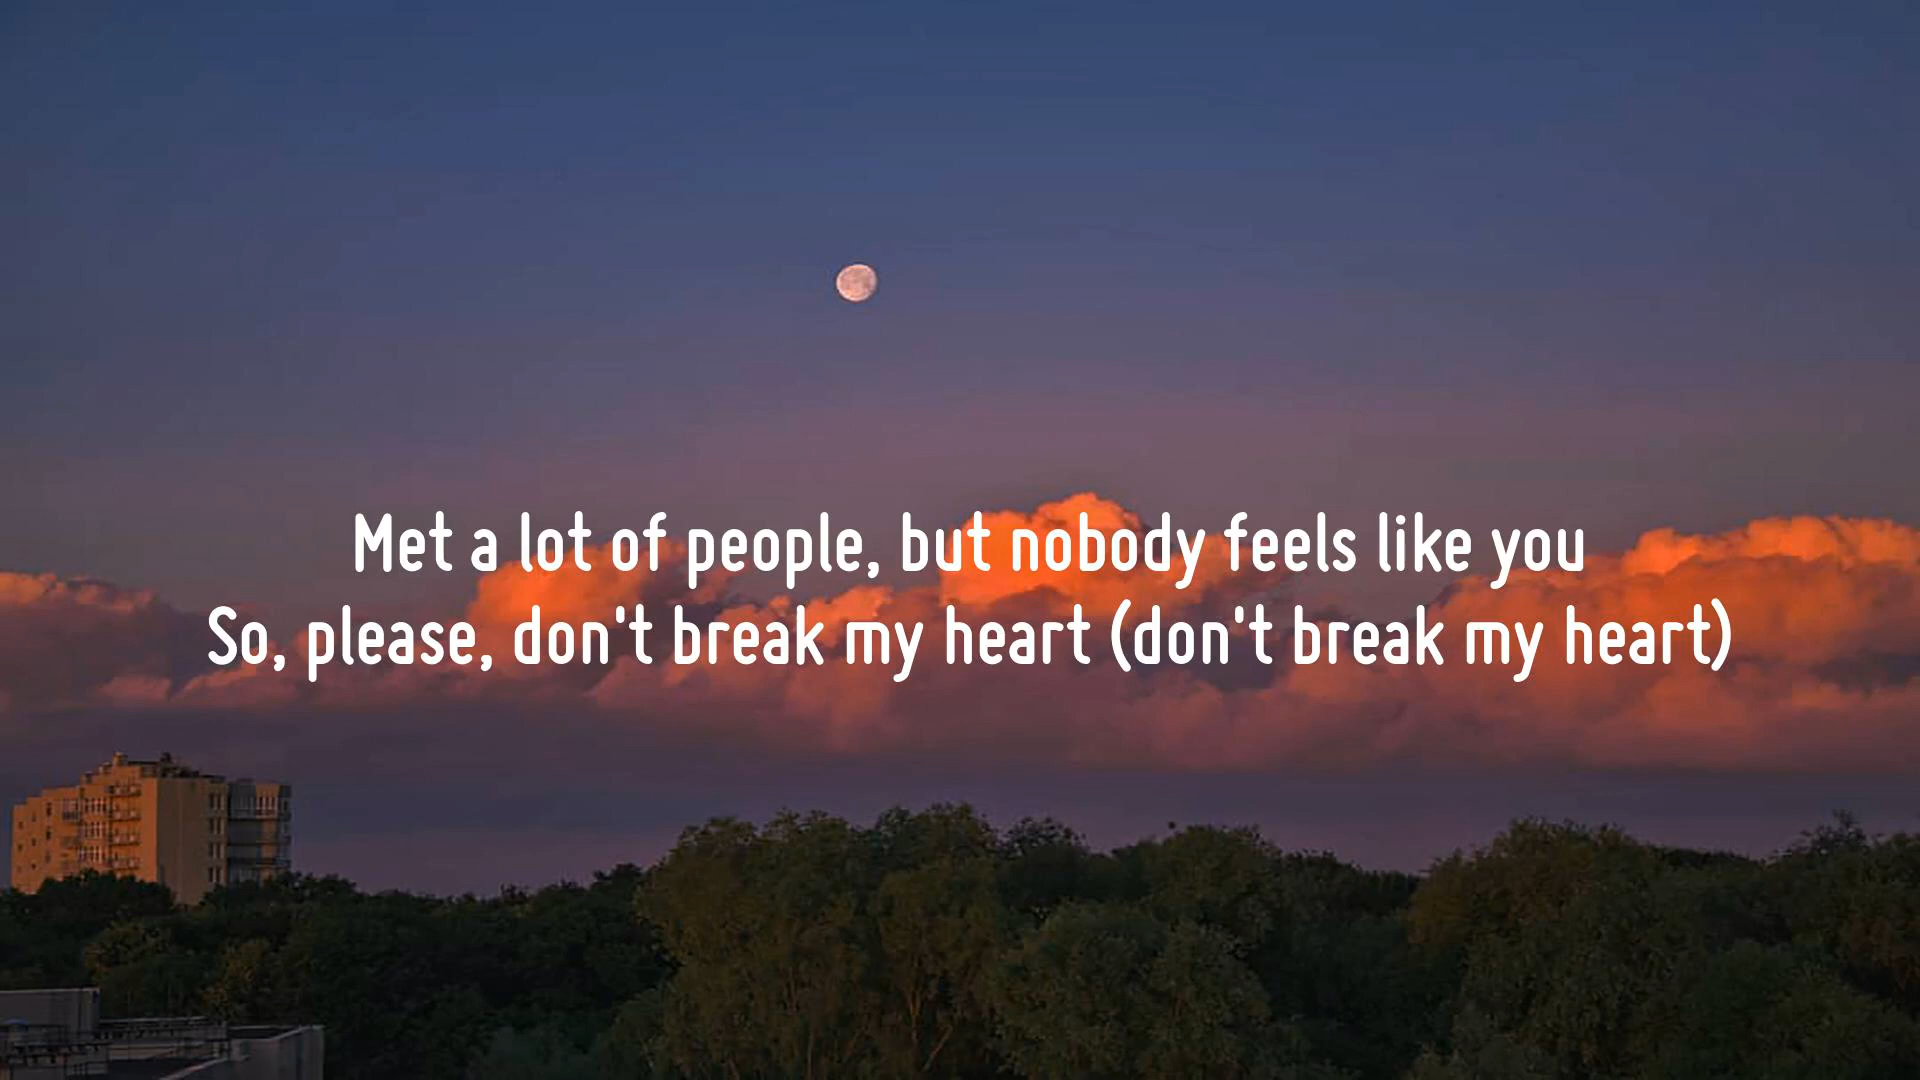 Met a lot of people, but nobody feels like you
So, please, don't break my heart (don't break my heart)